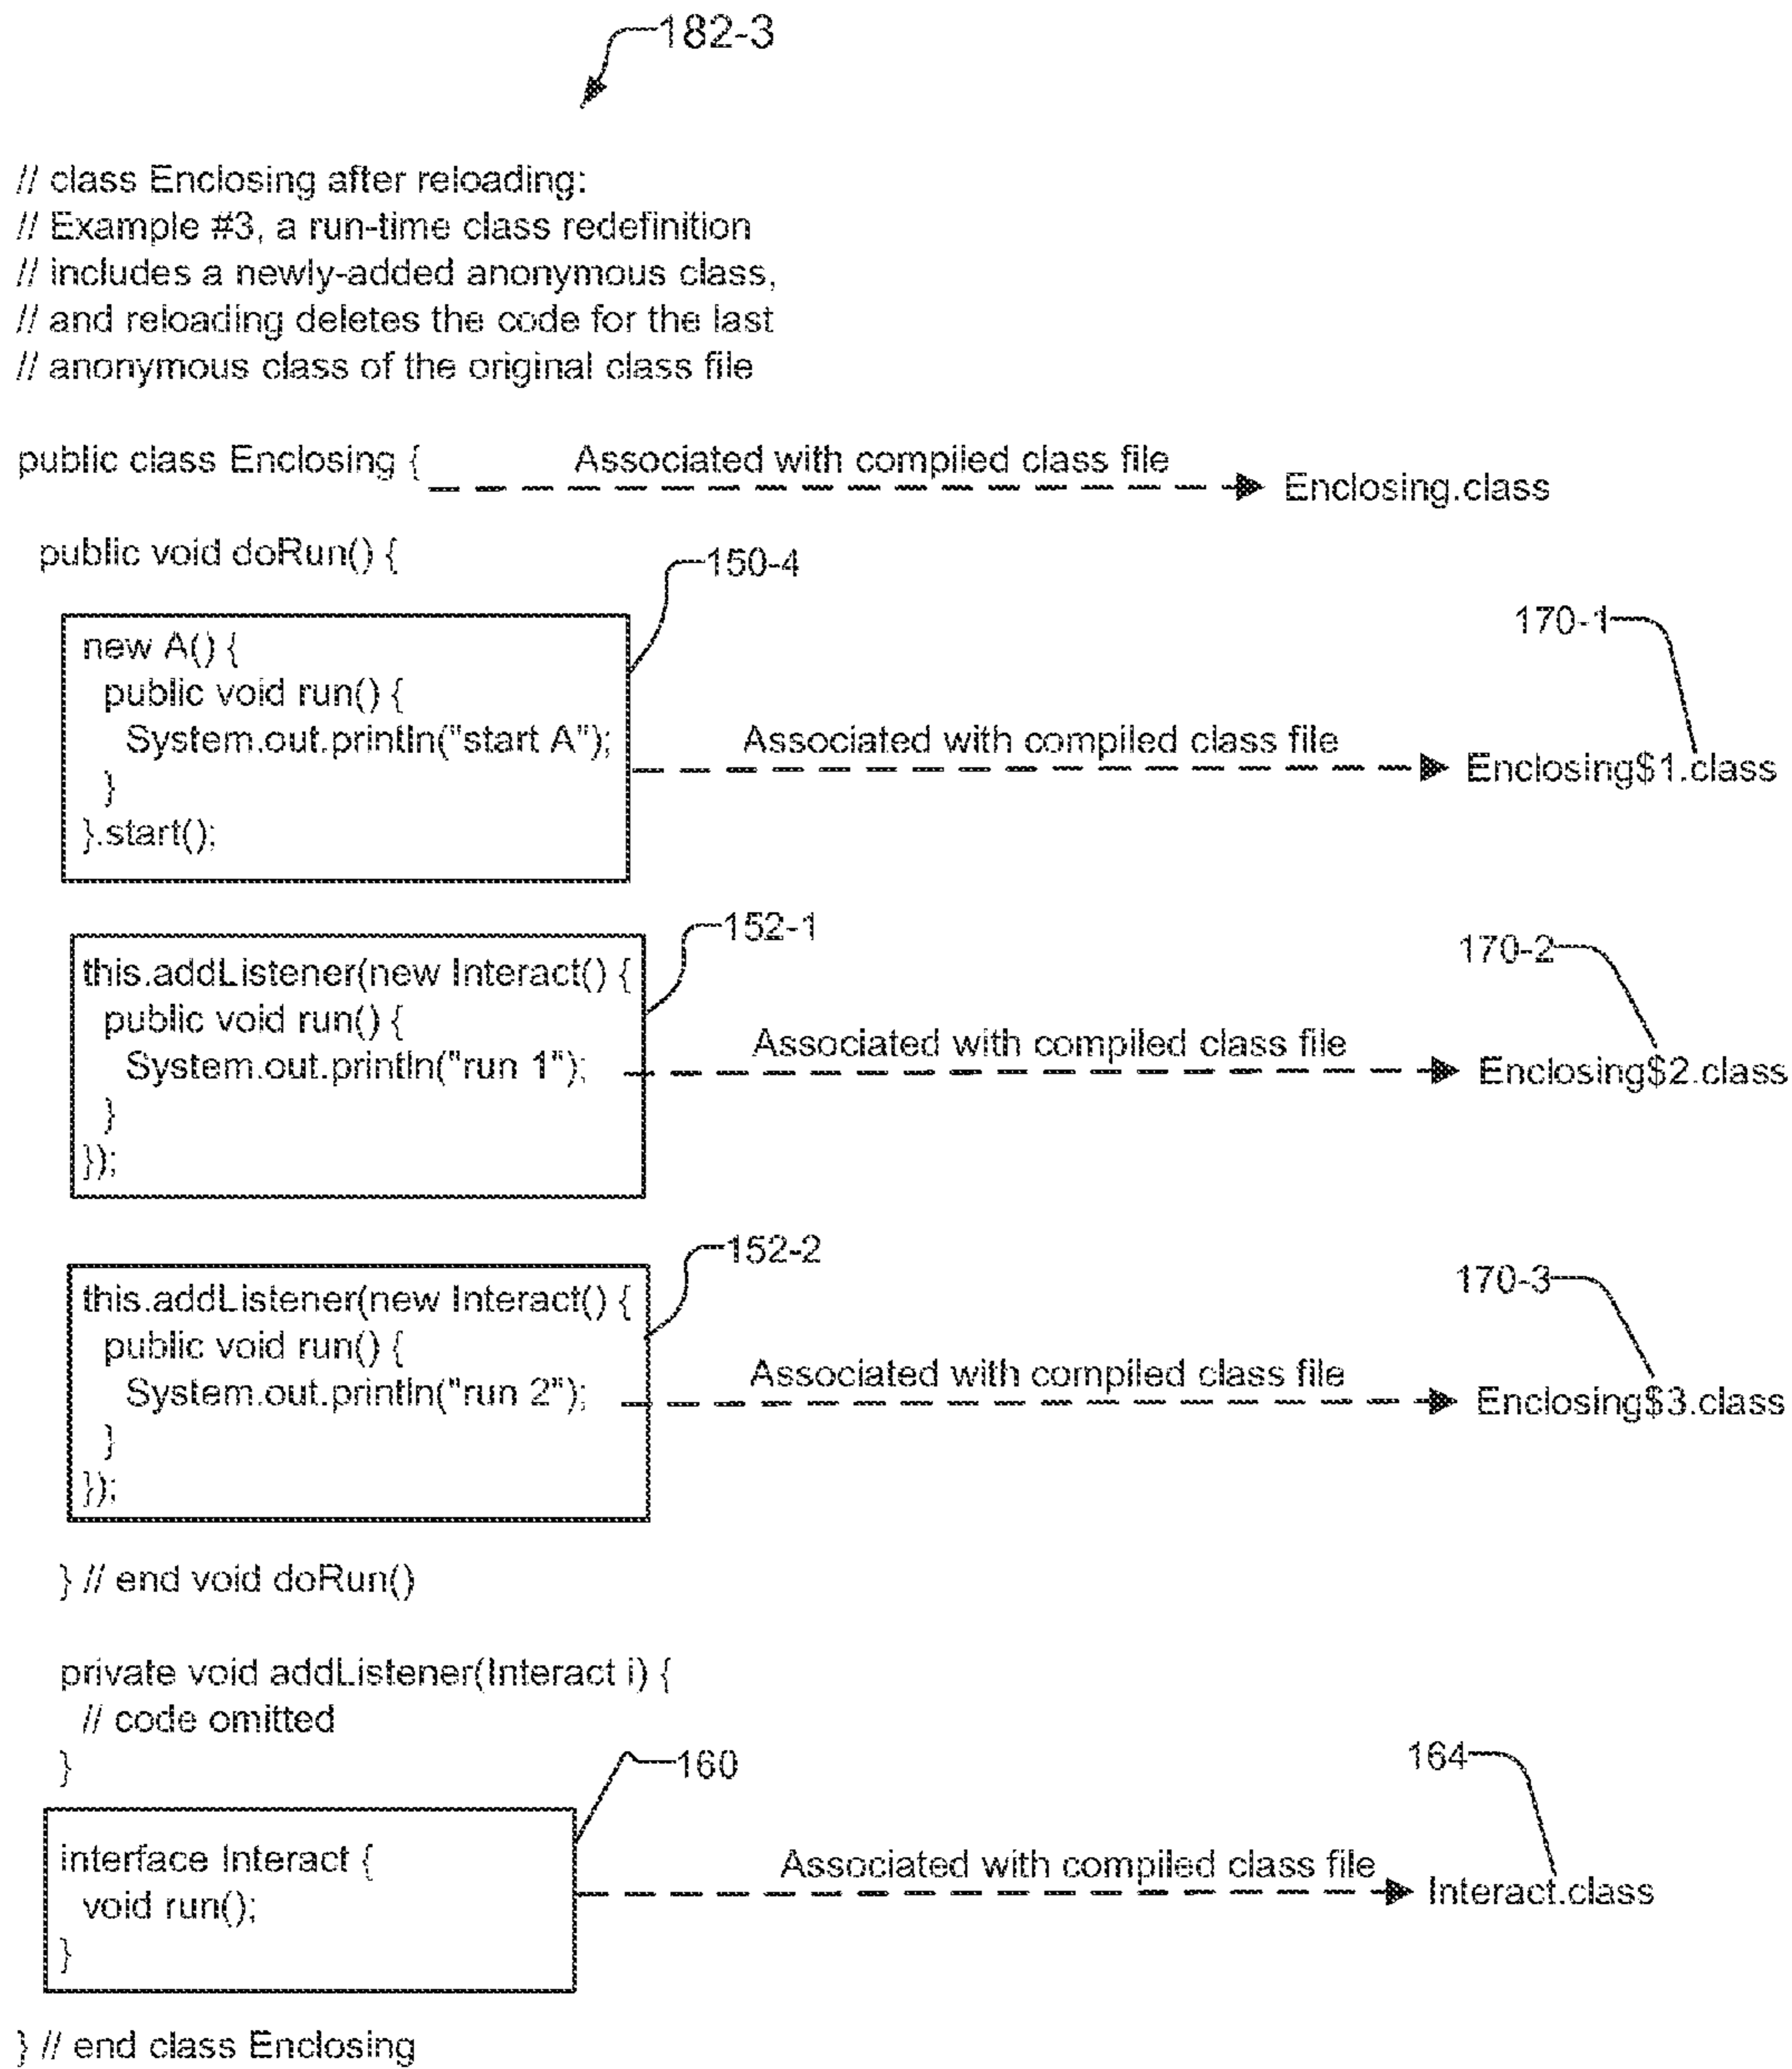 182-3
// class Enclosing after reloading:
// Example #3, a run-time class redefinition
// includes a newly-added anonymous class,
// and reloading deletes the code for the last
// anonymous class of the original class file
public class Enclosing { Associated with compiled class file Enclosing.class
public void doRun() {
150-4
170-1
new A() {
public void run() {
System.out.println("start A"); Associated with compiled class file Enclosing$1.class
}
}.start();
152-1
170-2
this.addListener(new Interact() {
public void run() {
System.out.println("run 1"); Associated with compiled class file Enclosing$2.class
}
});
152-2
170-3
this.addListener(new Interact() {
public void run() {
System.out.println("run 2"); Associated with compiled class file Enclosing$3.class
}
});
} // end void doRun()
private void addListener(Interact i) {
// code omitted
}
160
164
interface Interact { Associated with compiled class file Interact.class
void run();
}
} // end class Enclosing